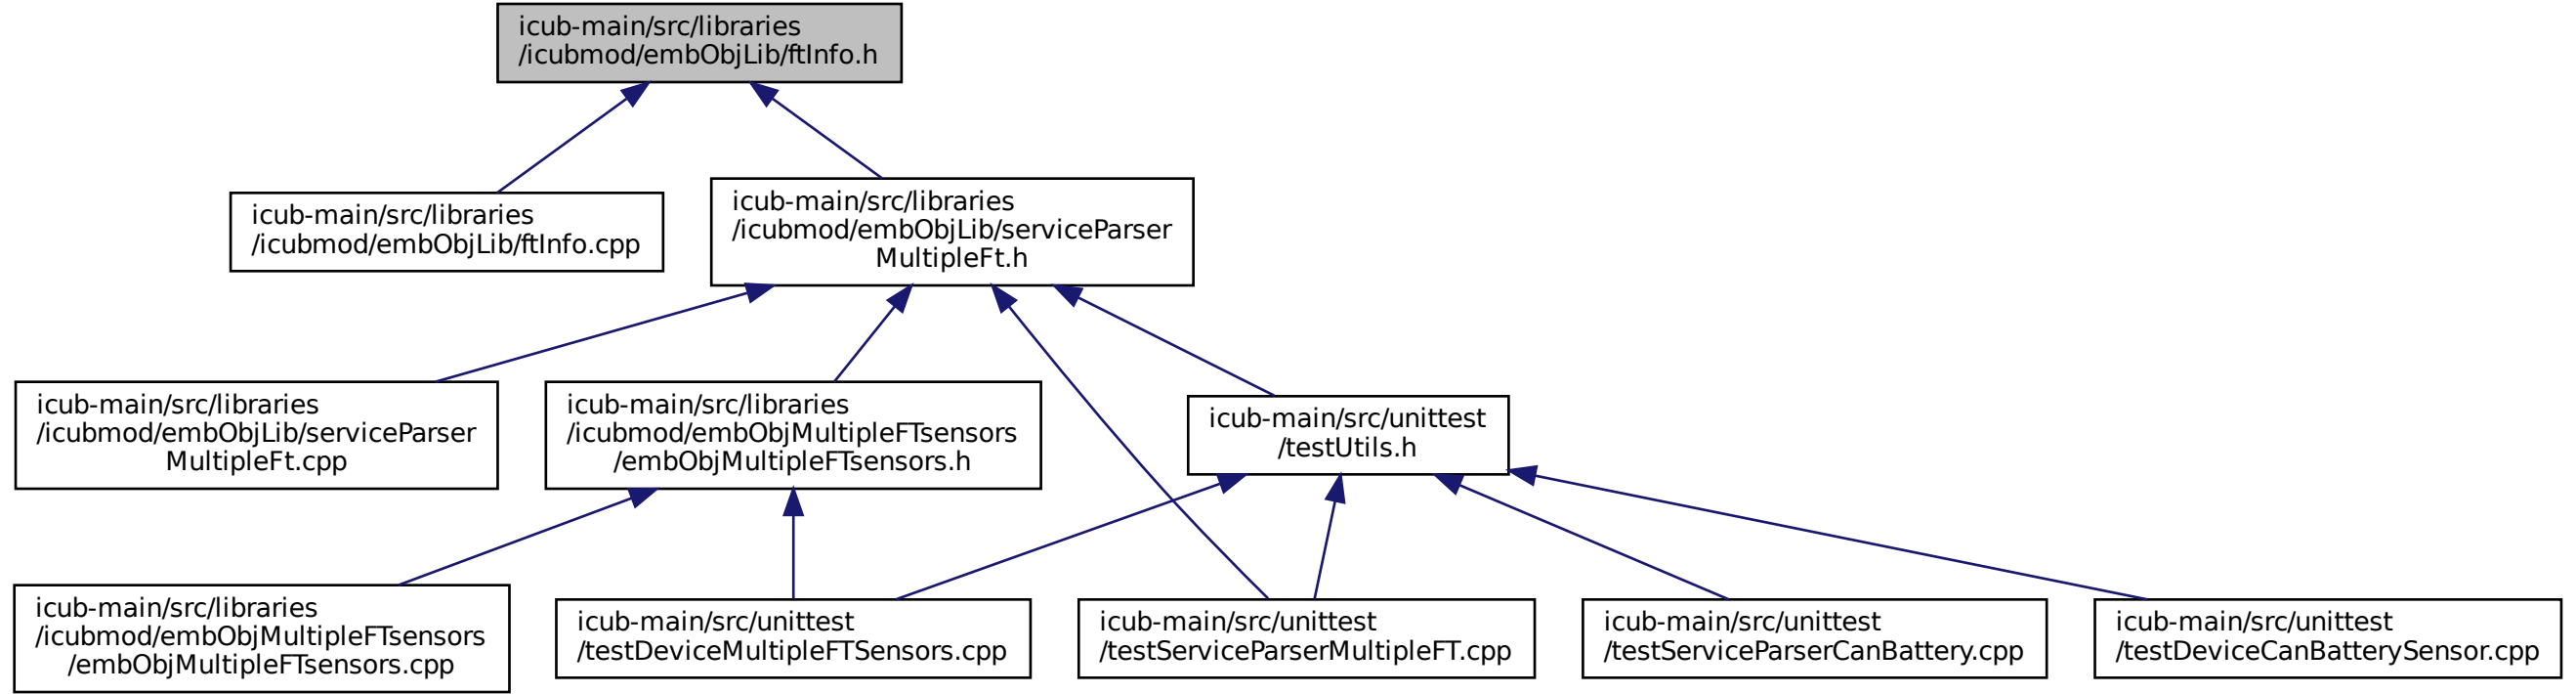 icub-main/src/libraries
/icubmod/embObjLib/ftInfo.h
icub-main/src/libraries
/icubmod/embObjLib/ftInfo.cpp
icub-main/src/libraries
/icubmod/embObjLib/serviceParser
MultipleFt.h
icub-main/src/libraries
/icubmod/embObjLib/serviceParser
MultipleFt.cpp
icub-main/src/libraries
/icubmod/embObjMultipleFTsensors
/embObjMultipleFTsensors.h
icub-main/src/unittest
/testUtils.h
icub-main/src/libraries
/icubmod/embObjMultipleFTsensors
/embObjMultipleFTsensors.cpp
icub-main/src/unittest
/testDeviceMultipleFTSensors.cpp
icub-main/src/unittest
/testServiceParserMultipleFT.cpp
icub-main/src/unittest
/testServiceParserCanBattery.cpp
icub-main/src/unittest
/testDeviceCanBatterySensor.cpp